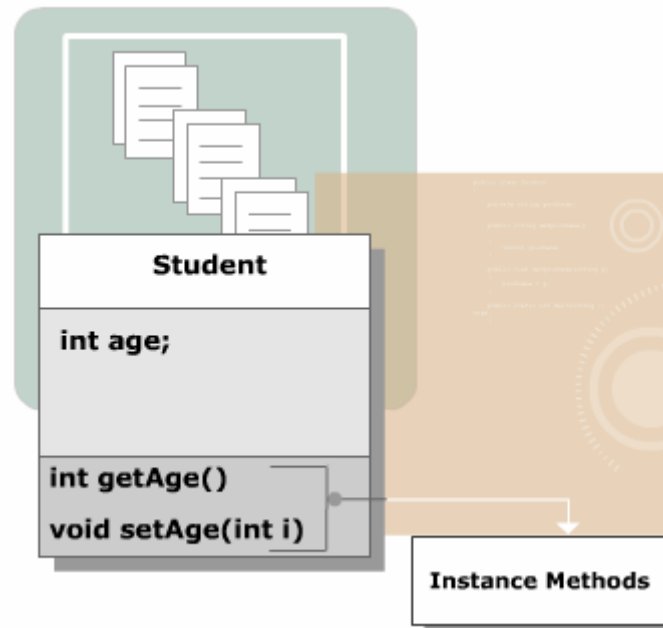 Student
int age;
int getAge()
void setAge(int i)
Instance Methods